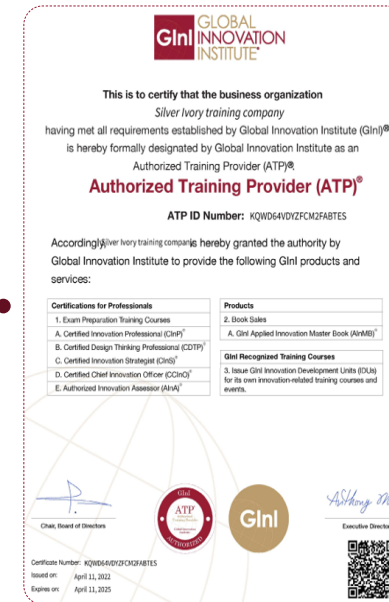 GInI GLOBAL
INNOVATION
INSTITUTE®
This is to certify that the business organization
Silver Ivory training company
having met all requirements established by Global Innovation Institute (GInI)®
is hereby formally designated by Global Innovation Institute as an
Authorized Training Provider (ATP)®.
Authorized Training Provider (ATP)®
ATP ID Number: KQWD64VDYZFCM2FABTES
Accordingly, Silver Ivory training company is hereby granted the authority by
Global Innovation Institute to provide the following GInI products and
services:
Certifications for Professionals
1. Exam Preparation Training Courses
A. Certified Innovation Professional (CInP)®
B. Certified Design Thinking Professional (CDTP)®
C. Certified Innovation Strategist (CInS)®
D. Certified Chief Innovation Officer (CCInO)®
E. Authorized Innovation Assessor (AInA)®
Products
2. Book Sales
A. GInI Applied Innovation Master Book (AInMB)®
GInI Recognized Training Courses
3. Issue GInI Innovation Development Units (IDUs)
for its own innovation-related training courses and
events.
Chair, Board of Directors
GInI
ATP®
AUTHORIZED
GInI
Anthony
Executive Director
Certificate Number: KQWD64VDYZFCM2FABTES
Issued on: April 11, 2022
Expires on: April 11, 2025